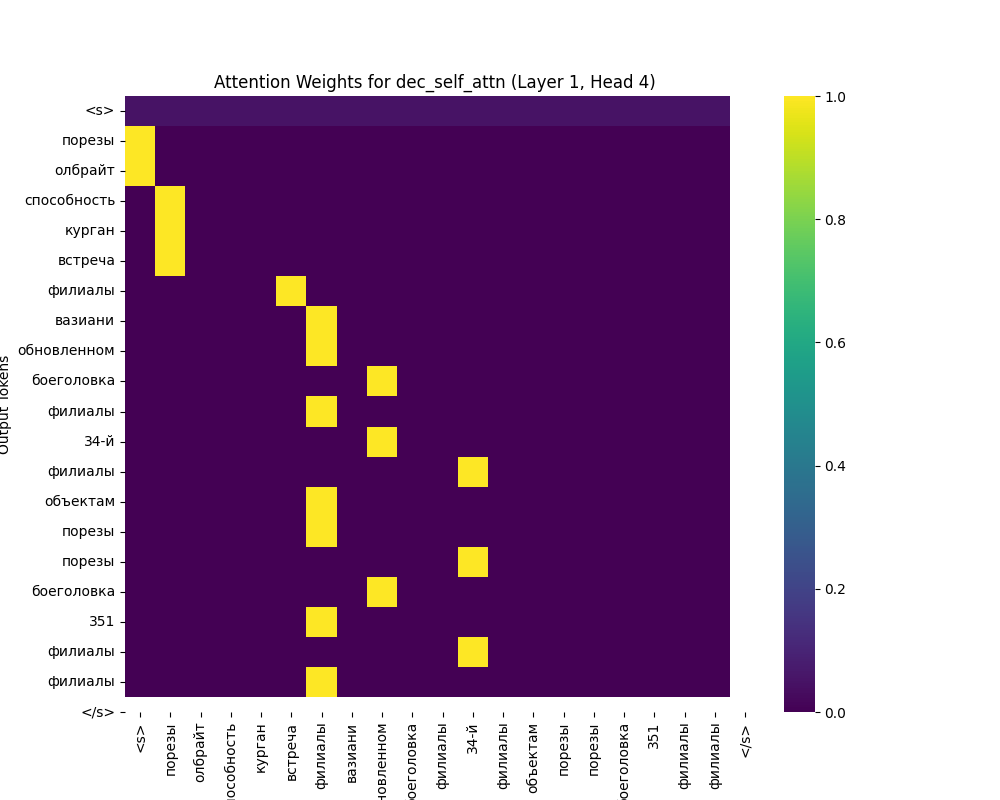 Attention Weights for dec_self_attn (Layer 1, Head 4)
<s>
порезы
олбрайт
способность
курган
встреча
филиалы
вазиани
обновленном
боеголовка
филиалы
34-й
филиалы
объектам
порезы
порезы
боеголовка
351
филиалы
филиалы
</s>
Output Tokens
<s>
порезы
олбрайт
пособность
курган
встреча
филиалы
вазиани
новленном
боеголовка
филиалы
34-й
филиалы
объектам
порезы
порезы
боеголовка
351
филиалы
филиалы
</s>
1.0
0.8
0.6
0.4
0.2
0.0